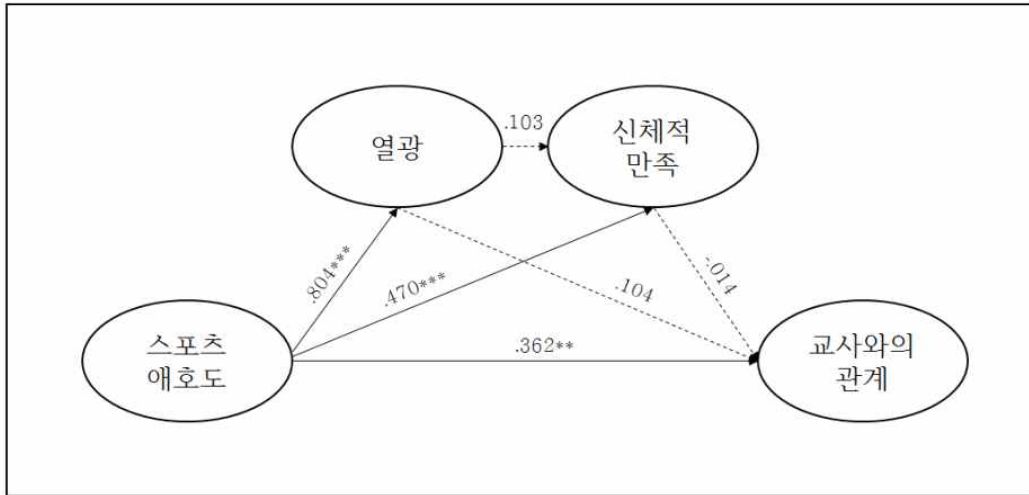 열광
.103
신체적
만족
.804***
.470***
.104
-.014
스포츠
애호도
.362**
교사와의
관계